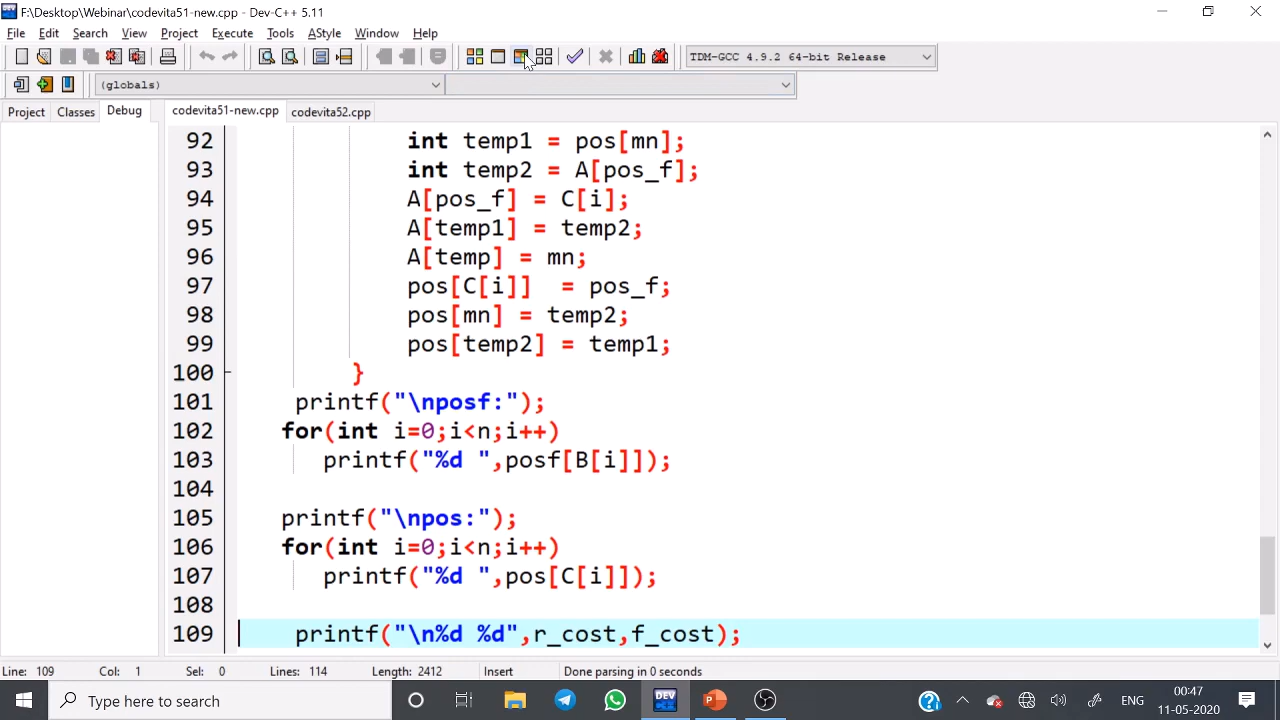 F:\Desktop\Webinar\codevita51-new.cpp - Dev-C++ 5.11
File Edit Search View Project Execute Tools AStyle Window Help
TDM-GCC 4.9.2 64-bit Release
(globals)
Project Classes Debug codevita51-new.cpp codevita52.cpp
92 int temp1 = pos[mn];
93 int temp2 = A[pos_f];
94 A[pos_f] = C[i];
95 A[temp1] = temp2;
96 A[temp] = mn;
97 pos[C[i]]  = pos_f;
98 pos[mn] = temp2;
99 pos[temp2] = temp1;
100 }
101 printf("\nposf:");
102 for(int i=0;i<n;i++)
103 printf("%d ",posf[B[i]]);
104
105 printf("\npos:");
106 for(int i=0;i<n;i++)
107 printf("%d ",pos[C[i]]);
108
109 printf("\n%d %d",r_cost,f_cost);
Line: 109 Col: 1 Sel: 0 Lines: 114 Length: 2412 Insert Done parsing in 0 seconds
Type here to search DEV P ? ENG 00:47
11-05-2020